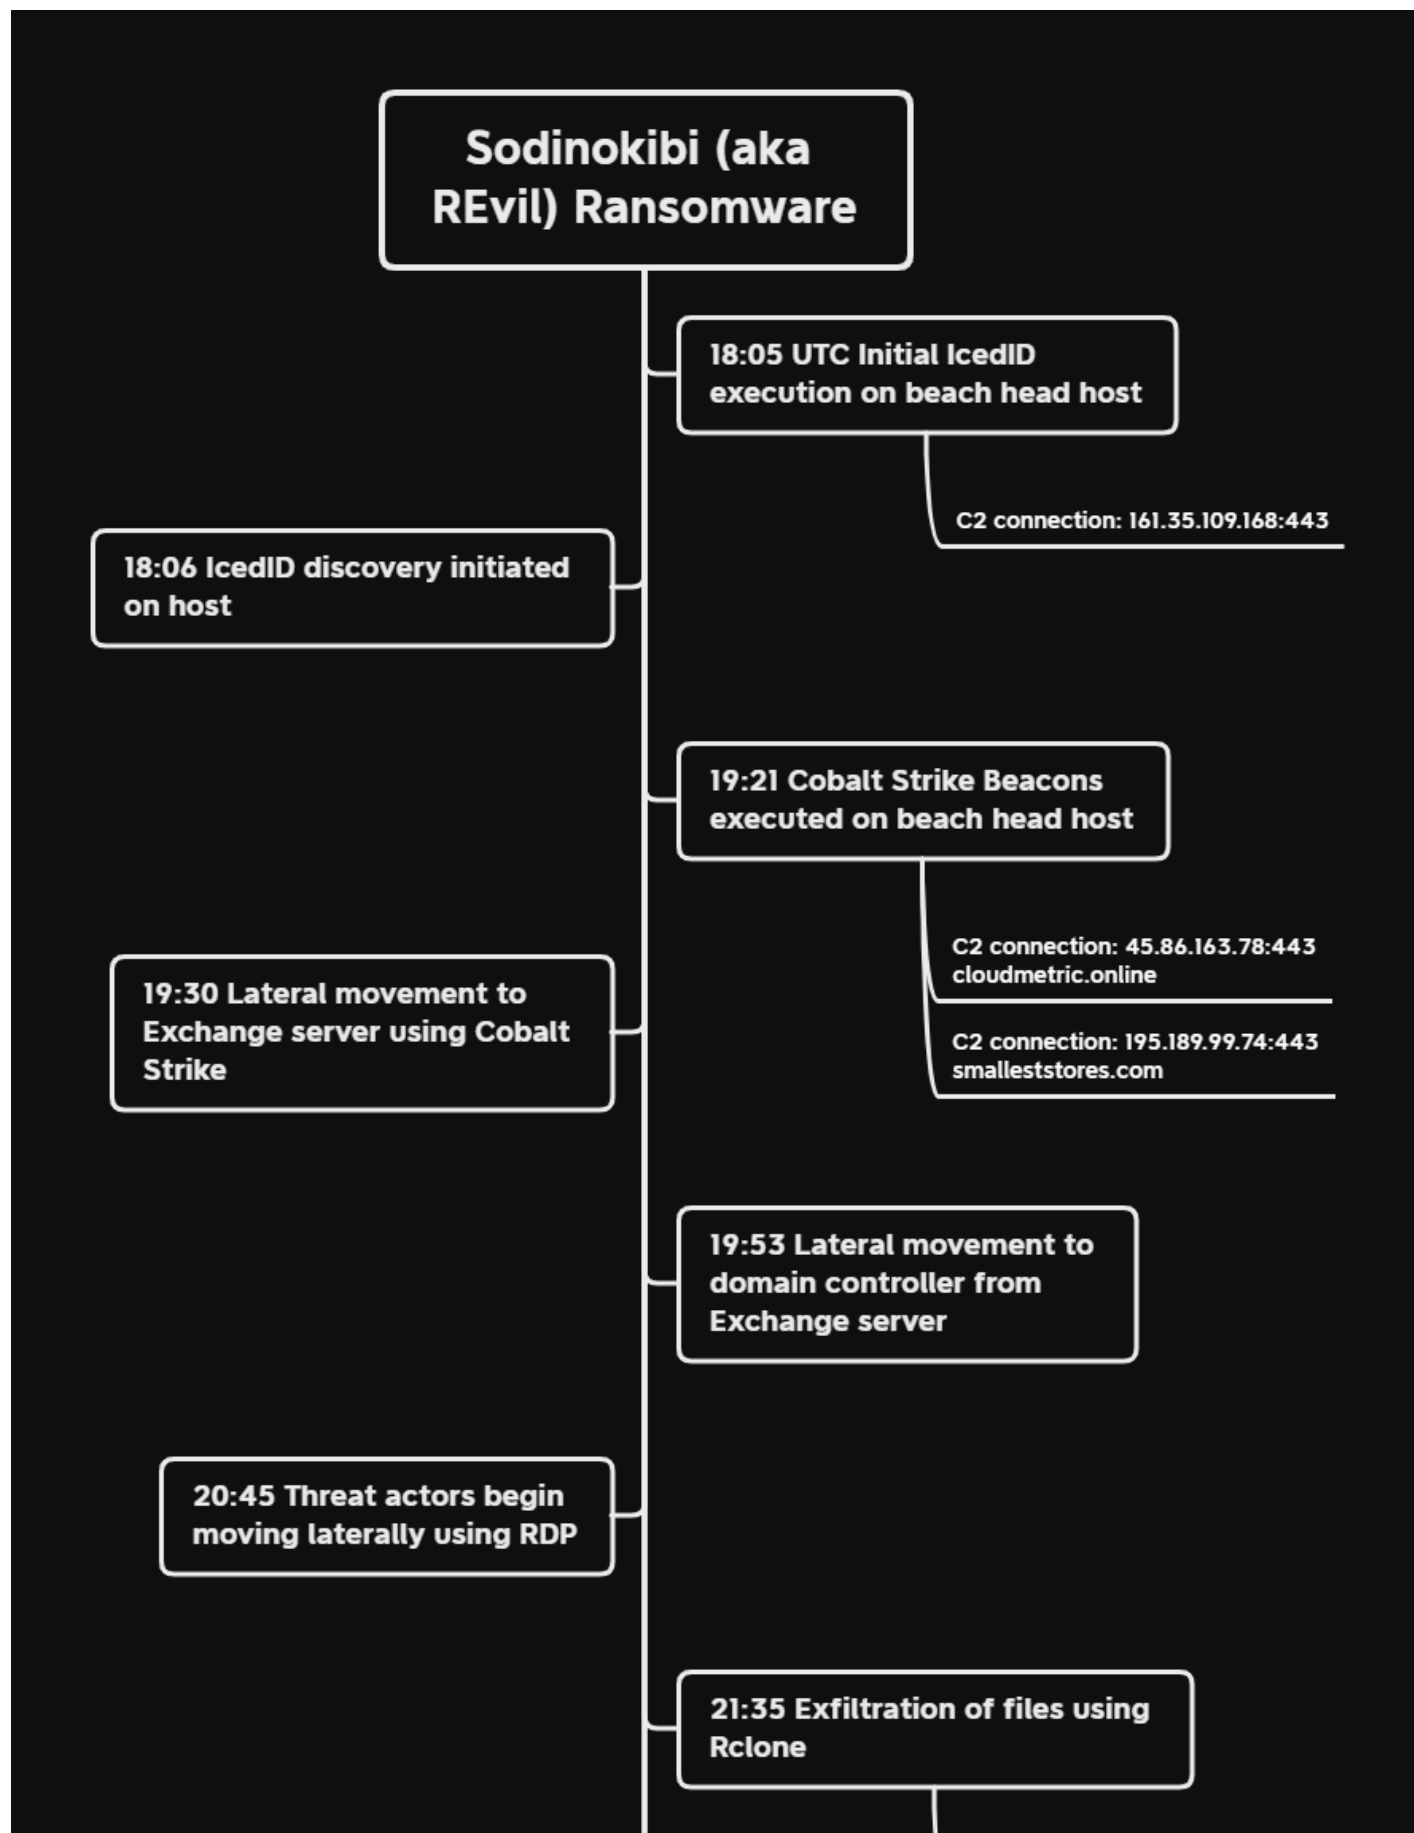 Sodinokibi (aka
REvil) Ransomware
18:05 UTC Initial IcedID
execution on beach head host
C2 connection: 161.35.109.168:443
18:06 IcedID discovery initiated
on host
19:21 Cobalt Strike Beacons
executed on beach head host
C2 connection: 45.86.163.78:443
cloudmetric.online
C2 connection: 195.189.99.74:443
smalleststores.com
19:30 Lateral movement to
Exchange server using Cobalt
Strike
19:53 Lateral movement to
domain controller from
Exchange server
20:45 Threat actors begin
moving laterally using RDP
21:35 Exfiltration of files using
Rclone